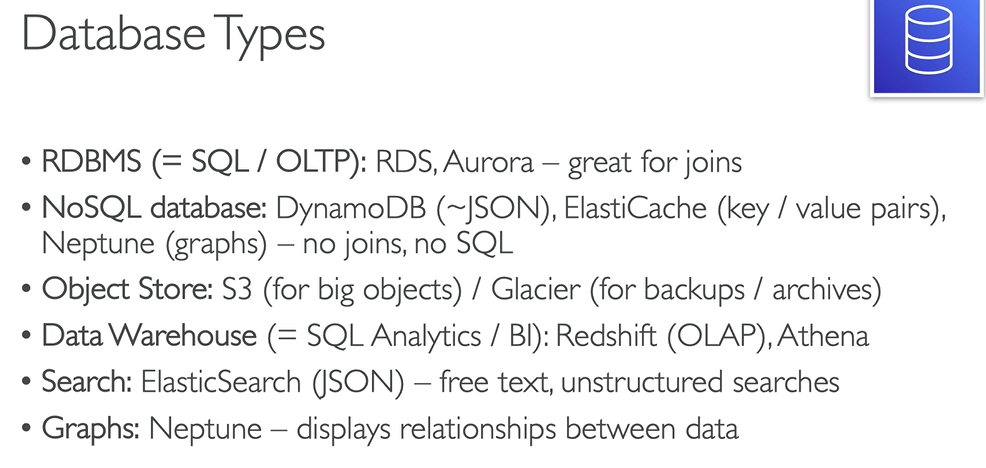 Database Types
• RDBMS (= SQL / OLTP): RDS, Aurora – great for joins
• NoSQL database: DynamoDB (~JSON), ElastiCache (key / value pairs),
Neptune (graphs) – no joins, no SQL
• Object Store: S3 (for big objects) / Glacier (for backups / archives)
• Data Warehouse (= SQL Analytics / BI): Redshift (OLAP), Athena
• Search: ElasticSearch (JSON) – free text, unstructured searches
• Graphs: Neptune – displays relationships between data